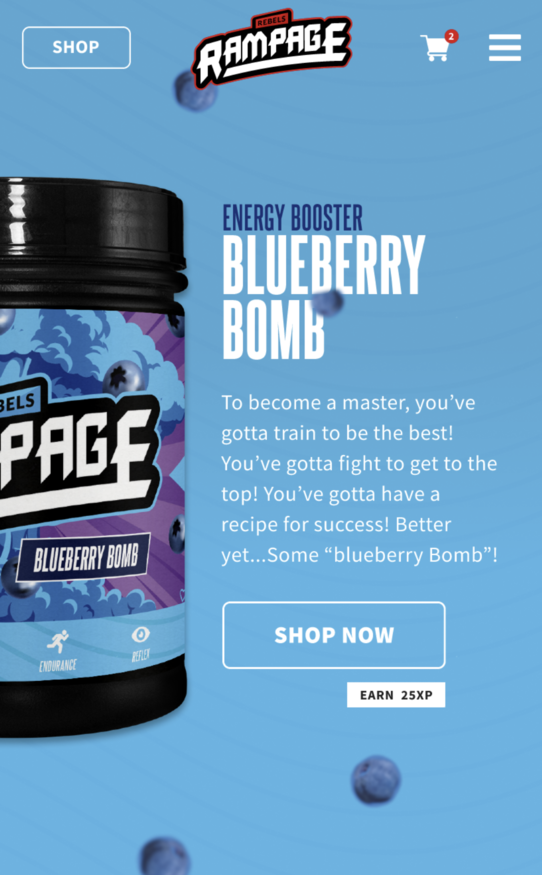 SHOP
REBELS
RAMPAGE
2
ENERGY BOOSTER
BLUEBERRY
BOMB
To become a master, you’ve
gotta train to be the best!
You’ve gotta fight to get to the
top! You’ve gotta have a
recipe for success! Better
yet...Some “blueberry Bomb”!
SHOP NOW
EARN 25XP
BELS
PAGE
BLUEBERRY BOMB
ENDURANCE
REFLEX